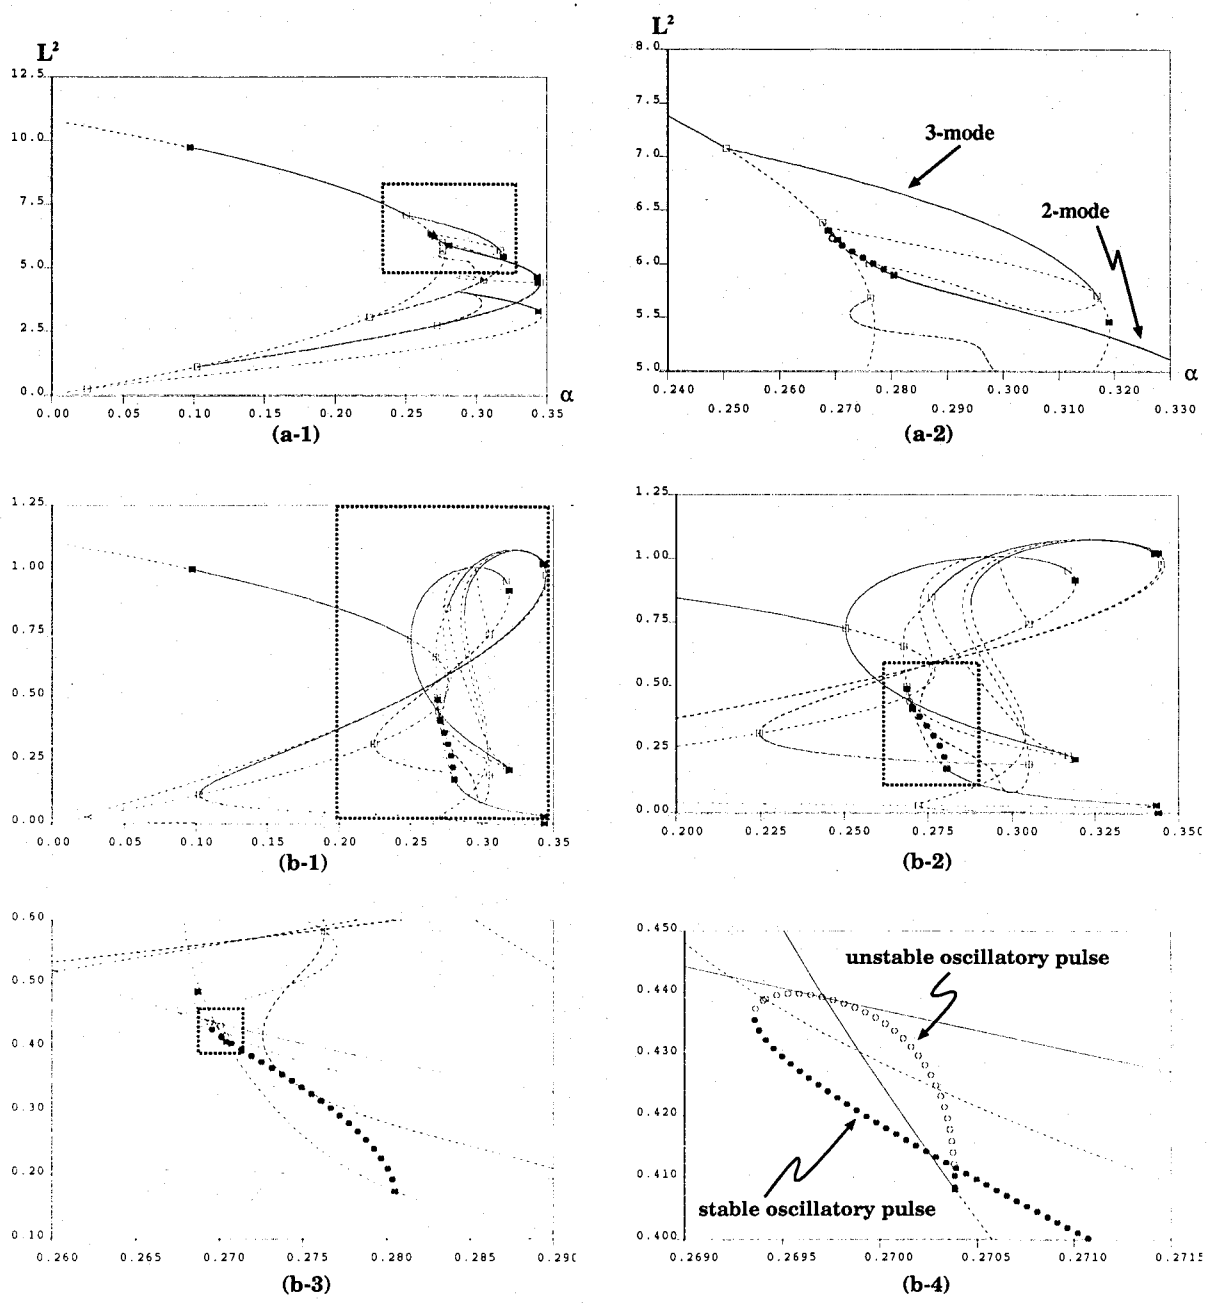 L²
12.5
10.0
7.5
5.0
2.5
0.0
0.00 0.05 0.10 0.15 0.20 0.25 0.30 0.35 α
(a-1)
L²
8.0
7.5
7.0
6.5
6.0
5.5
5.0
3-mode
2-mode
0.240 0.260 0.280 0.300 0.320 α
0.250 0.270 0.290 0.310 0.330
(a-2)
1.25
1.00
0.75
0.50
0.25
0.00
0.00 0.05 0.10 0.15 0.20 0.25 0.30 0.35
(b-1)
1.25
1.00
0.75
0.50
0.25
0.00
0.200 0.225 0.250 0.275 0.300 0.325 0.350
(b-2)
0.60
0.50
0.40
0.30
0.20
0.10
0.260 0.265 0.270 0.275 0.280 0.285 0.290
(b-3)
0.450
0.440
0.430
0.420
0.410
0.400
unstable oscillatory pulse
stable oscillatory pulse
0.2690 0.2695 0.2700 0.2705 0.2710 0.2715
(b-4)